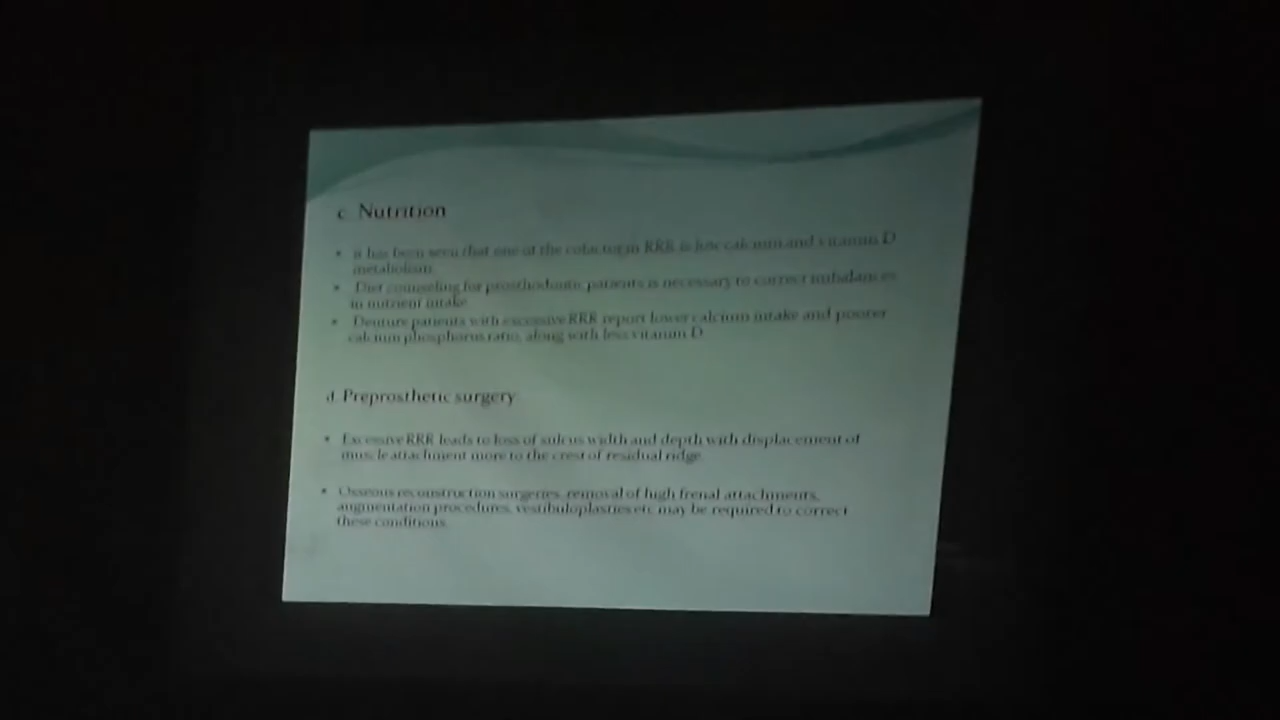 c. Nutrition
• it has been seen that one of the cofactor in RRR is low calcium and vitamin D
metabolism.
• Diet counseling for prosthodontic patients is necessary to correct imbalances
in nutrient intake.
• Denture patients with excessive RRR report lower calcium intake and poorer
calcium phosphorus ratio, along with less vitamin D
d. Preprosthetic surgery
• Excessive RRR leads to loss of sulcus width and depth with displacement of
muscle attachment more to the crest of residual ridge.
• Osseous reconstruction surgeries, removal of high frenal attachments,
augmentation procedures, vestibuloplasties etc may be required to correct
these conditions.